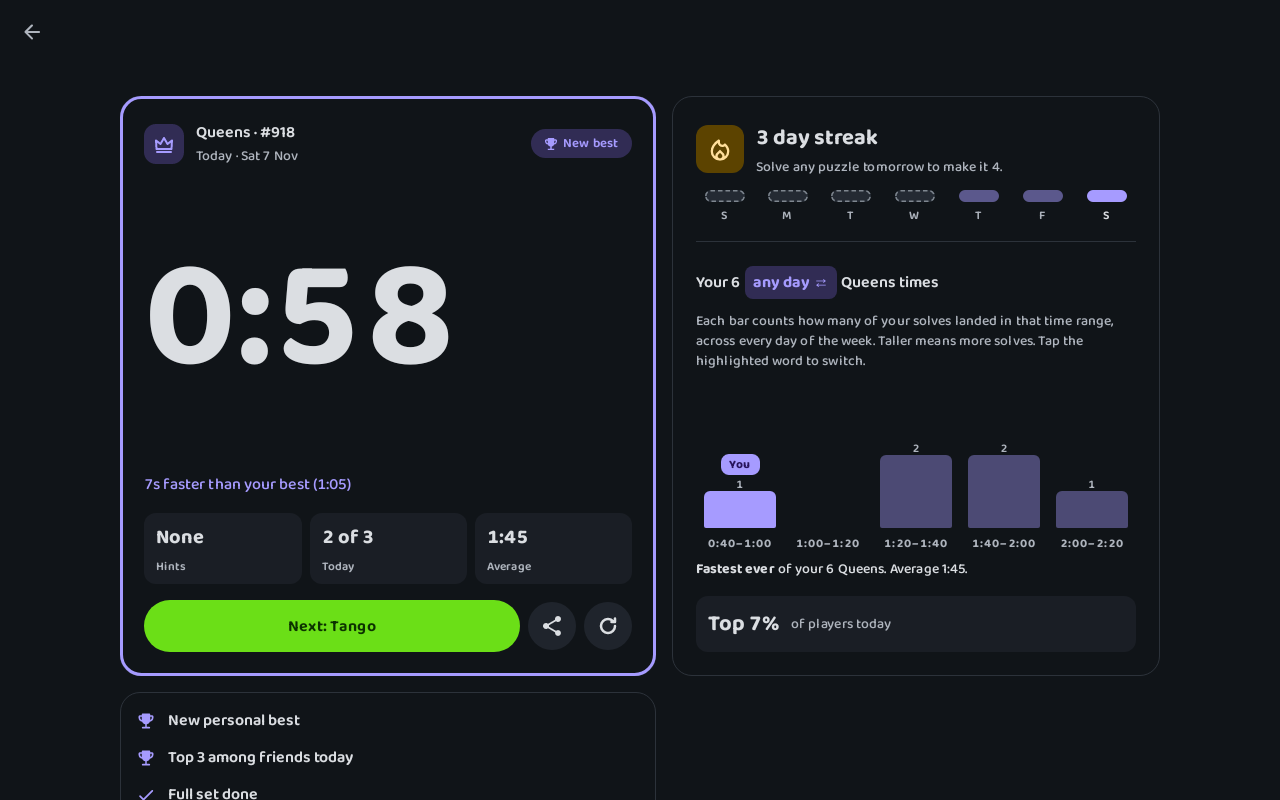 Queens · #918
Today · Sat 7 Nov
New best
0:58
7s faster than your best (1:05)
None
Hints
2 of 3
Today
1:45
Average
Next: Tango
3 day streak
Solve any puzzle tomorrow to make it 4.
S M T W T F S
Your 6 any day Queens times
Each bar counts how many of your solves landed in that time range,
across every day of the week. Taller means more solves. Tap the
highlighted word to switch.
You
1 2 2 1
0:40–1:00 1:00–1:20 1:20–1:40 1:40–2:00 2:00–2:20
Fastest ever of your 6 Queens. Average 1:45.
Top 7% of players today
New personal best
Top 3 among friends today
Full set done